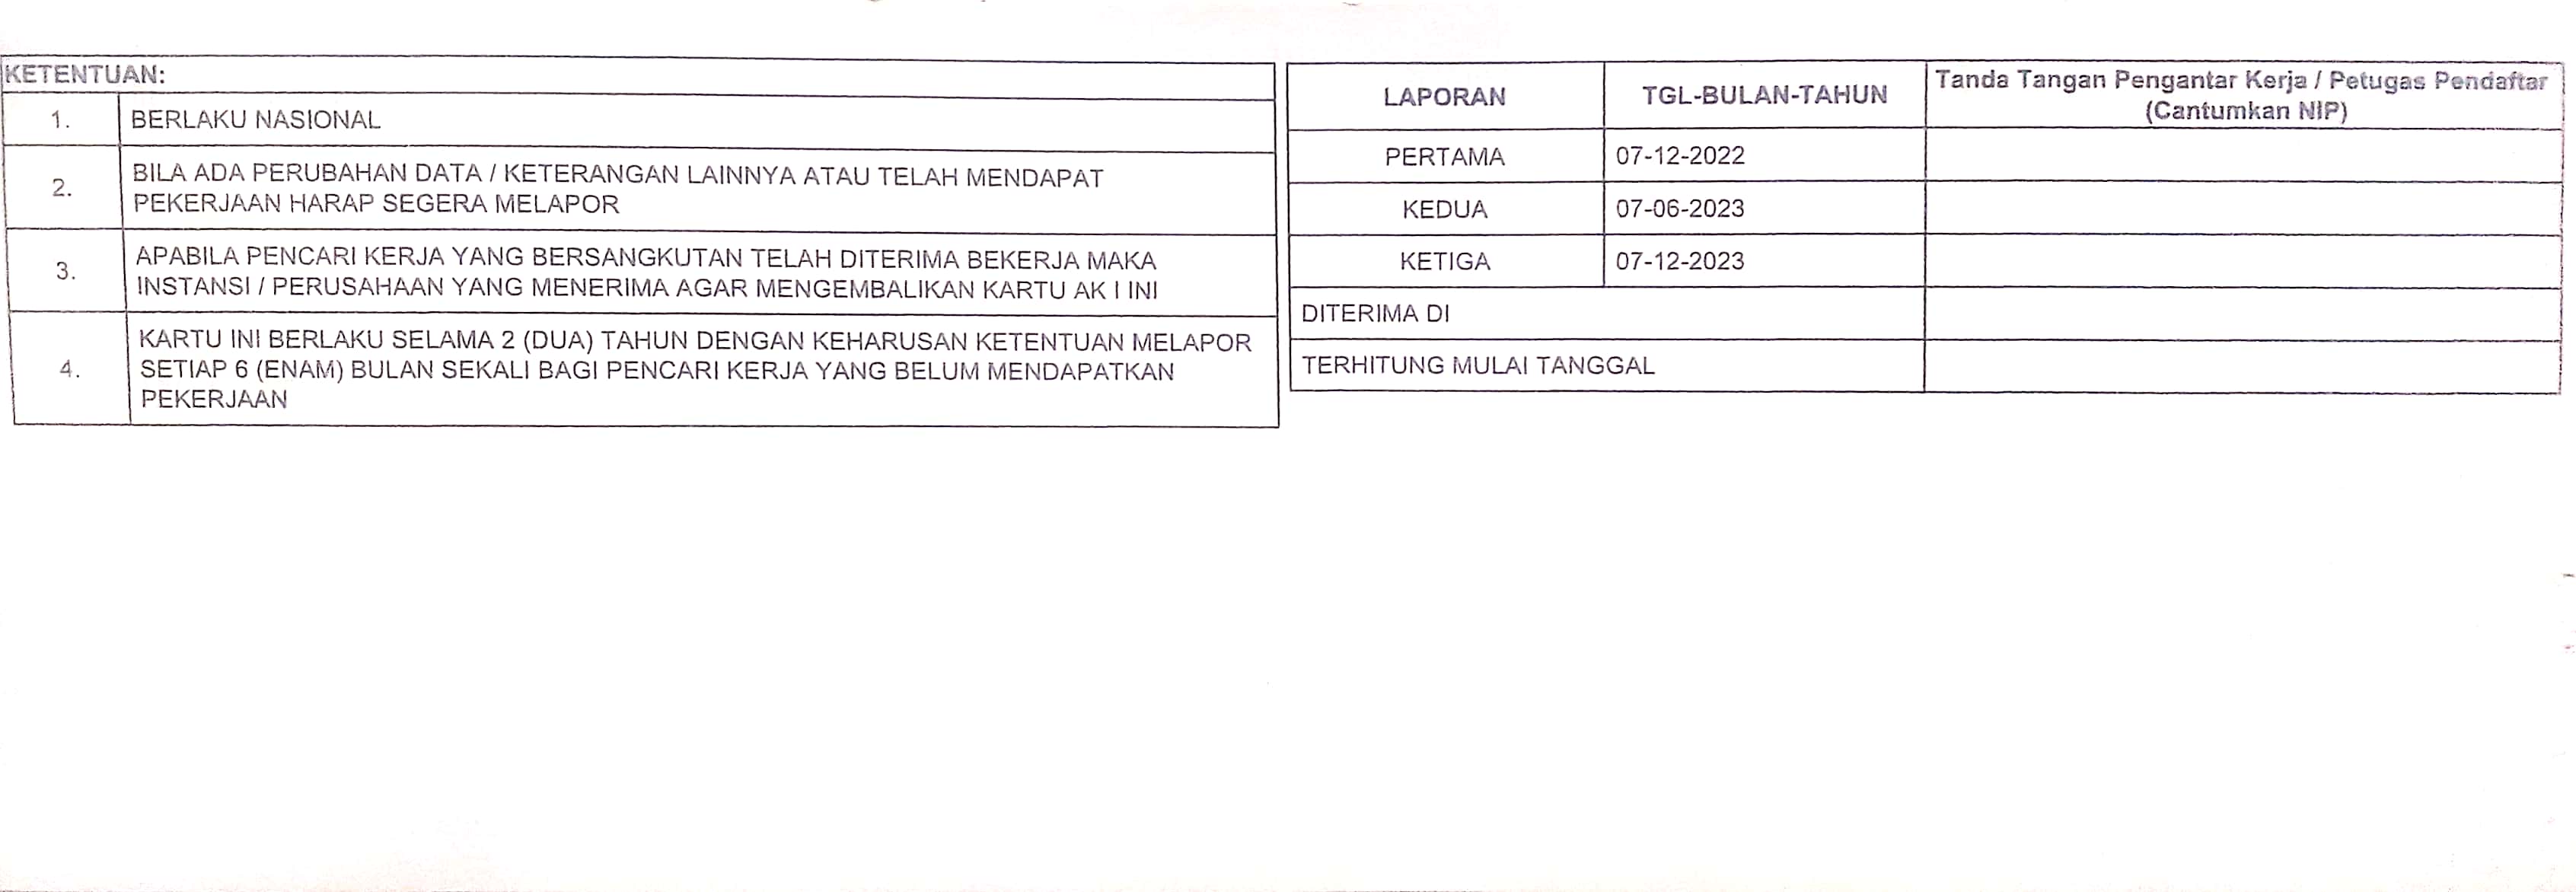 KETENTUAN:
1. BERLAKU NASIONAL
2. BILA ADA PERUBAHAN DATA / KETERANGAN LAINNYA ATAU TELAH MENDAPAT
PEKERJAAN HARAP SEGERA MELAPOR
3. APABILA PENCARI KERJA YANG BERSANGKUTAN TELAH DITERIMA BEKERJA MAKA
INSTANSI / PERUSAHAAN YANG MENERIMA AGAR MENGEMBALIKAN KARTU AK I INI
4. KARTU INI BERLAKU SELAMA 2 (DUA) TAHUN DENGAN KEHARUSAN KETENTUAN MELAPOR
SETIAP 6 (ENAM) BULAN SEKALI BAGI PENCARI KERJA YANG BELUM MENDAPATKAN
PEKERJAAN
LAPORAN TGL-BULAN-TAHUN Tanda Tangan Pengantar Kerja / Petugas Pendaftar
(Cantumkan NIP)
PERTAMA 07-12-2022
KEDUA 07-06-2023
KETIGA 07-12-2023
DITERIMA DI
TERHITUNG MULAI TANGGAL